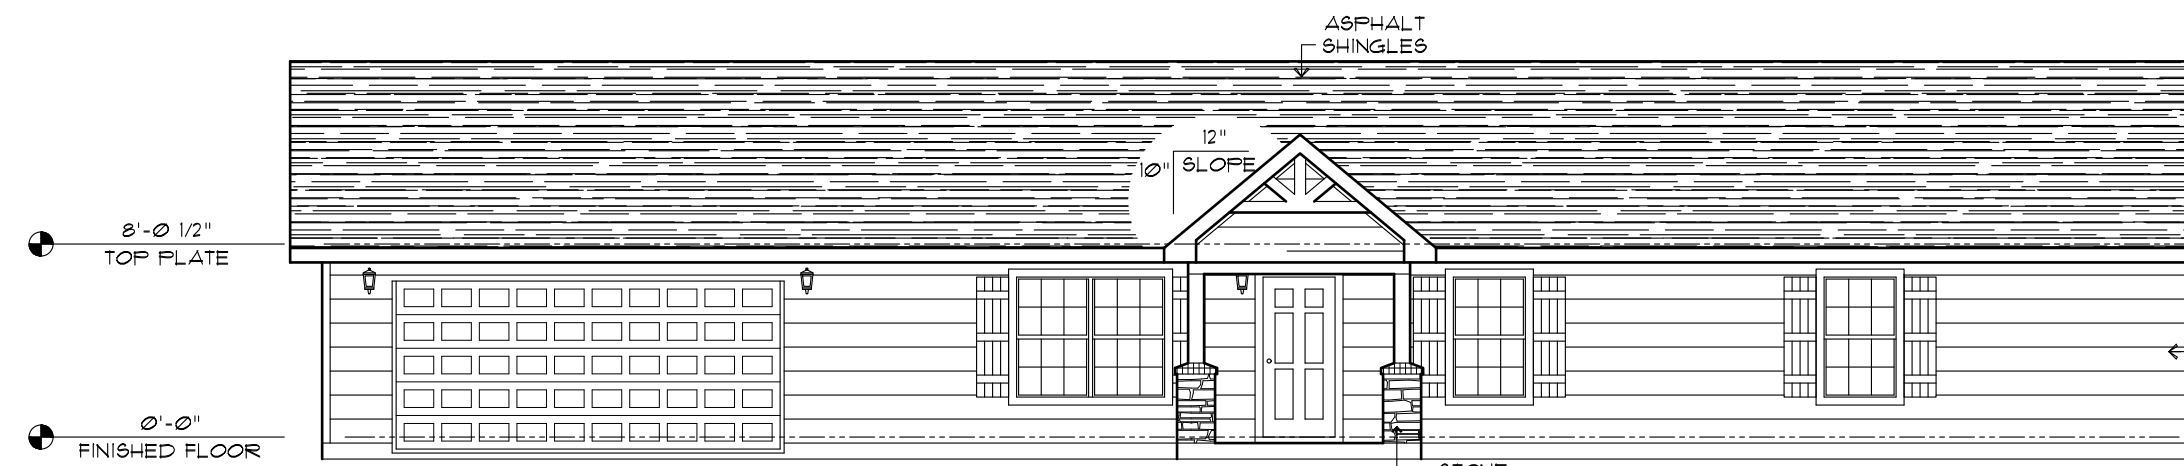 ASPHALT
SHINGLES
12"
10" SLOPE
8'-0 1/2"
TOP PLATE
0'-0"
FINISHED FLOOR